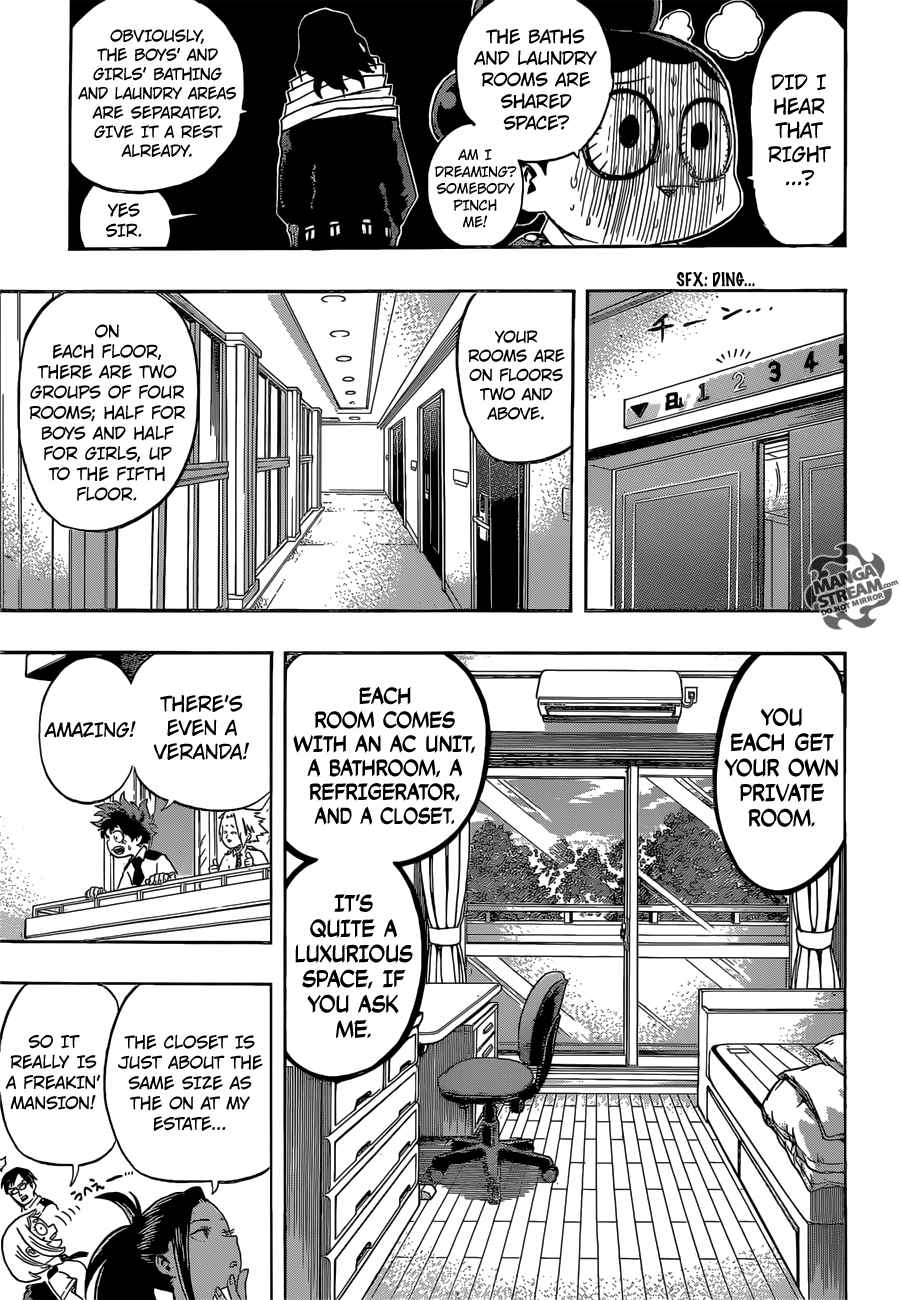 DID I
HEAR
THAT
RIGHT
...?
THE BATHS
AND LAUNDRY
ROOMS ARE
SHARED
SPACE?
AM I
DREAMING?
SOMEBODY
PINCH
ME!
OBVIOUSLY,
THE BOYS' AND
GIRLS' BATHING
AND LAUNDRY AREAS
ARE SEPARATED.
GIVE IT A REST
ALREADY.
YES
SIR.
SFX: DING...
チーン...
B1 1 2 3 4 5
YOUR
ROOMS ARE
ON FLOORS
TWO AND
ABOVE.
ON
EACH FLOOR,
THERE ARE TWO
GROUPS OF FOUR
ROOMS; HALF FOR
BOYS AND HALF
FOR GIRLS, UP
TO THE FIFTH
FLOOR.
MANGA
STREAM.com
DO NOT MIRROR
YOU
EACH GET
YOUR OWN
PRIVATE
ROOM.
EACH
ROOM COMES
WITH AN AC UNIT,
A BATHROOM, A
REFRIGERATOR,
AND A CLOSET.
IT'S
QUITE A
LUXURIOUS
SPACE, IF
YOU ASK
ME.
THERE'S
EVEN A
VERANDA!
AMAZING!
THE CLOSET IS
JUST ABOUT THE
SAME SIZE AS
THE ON AT MY
ESTATE...
SO IT
REALLY IS
A FREAKIN'
MANSION!
うへえー...